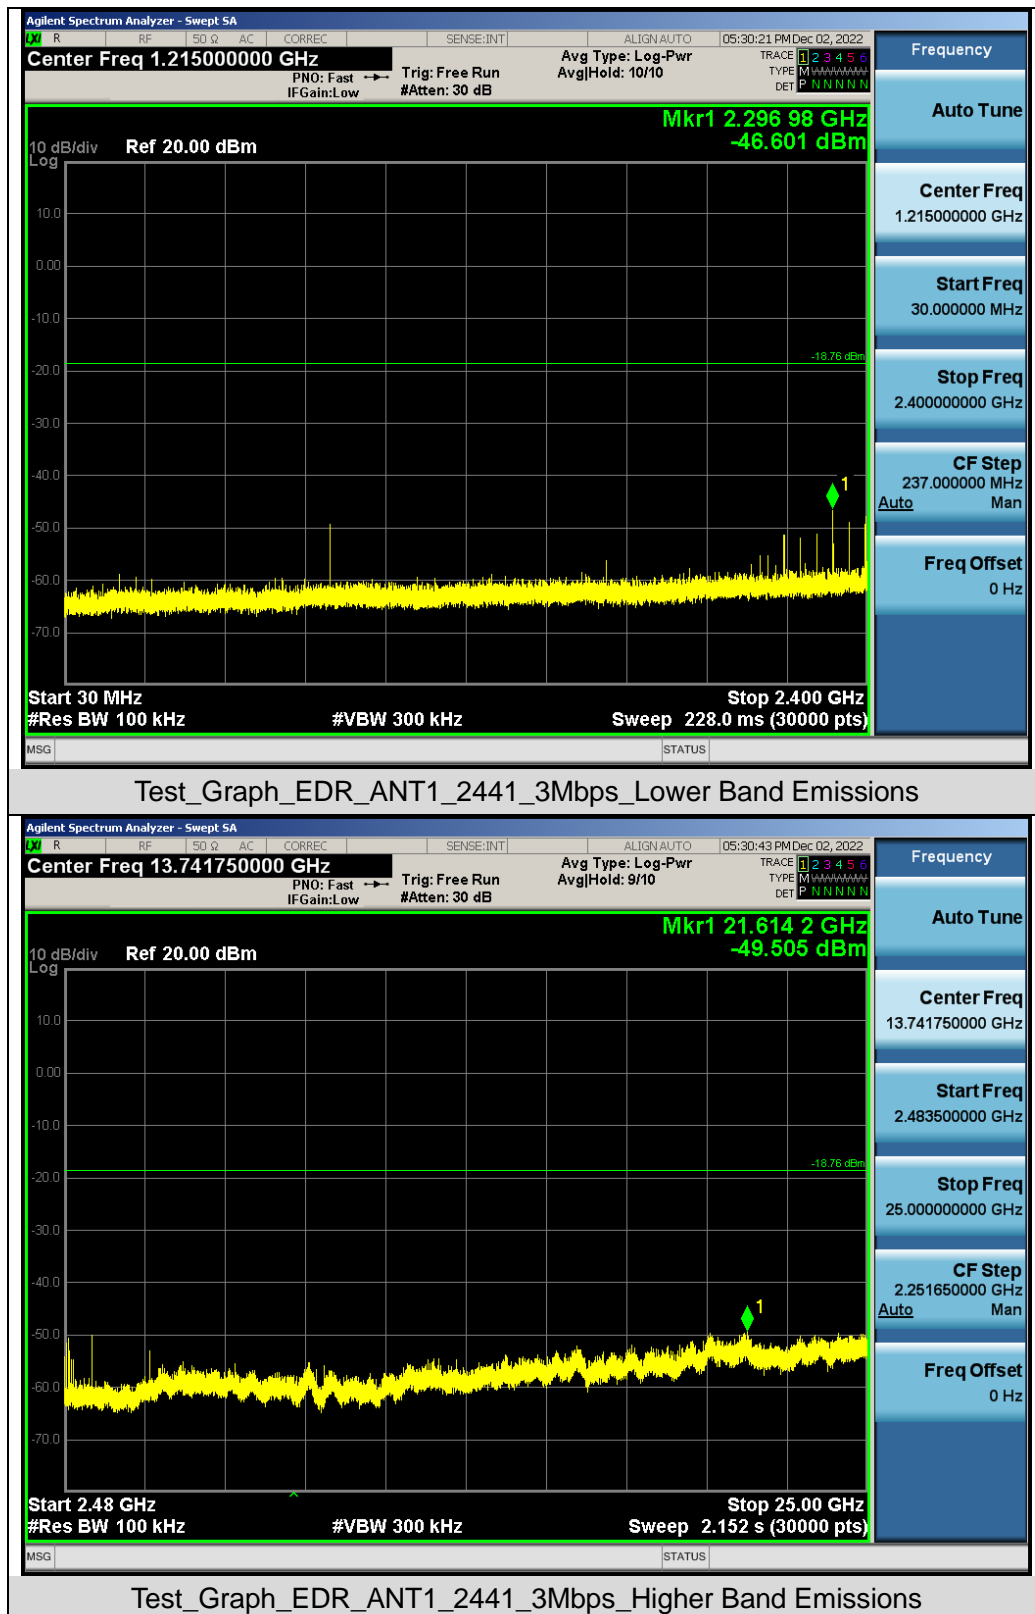 Agilent Spectrum Analyzer - Swept SA
LXI R RF 50 Ω AC CORREC SENSE:INT ALIGN AUTO 05:30:21 PM Dec 02, 2022
Center Freq 1.215000000 GHz
PNO: Fast
IFGain:Low
Trig: Free Run
#Atten: 30 dB
Avg Type: Log-Pwr
Avg|Hold: 10/10
TRACE 1 2 3 4 5 6
TYPE M
DET P N N N N N
Mkr1 2.296 98 GHz
-46.601 dBm
10 dB/div Ref 20.00 dBm
Log
10.0
0.00
-10.0
-18.76 dBm
-20.0
-30.0
-40.0
1
-50.0
-60.0
-70.0
Start 30 MHz Stop 2.400 GHz
#Res BW 100 kHz #VBW 300 kHz Sweep 228.0 ms (30000 pts)
MSG STATUS
Frequency
Auto Tune
Center Freq
1.215000000 GHz
Start Freq
30.000000 MHz
Stop Freq
2.400000000 GHz
CF Step
237.000000 MHz
Auto Man
Freq Offset
0 Hz
Test_Graph_EDR_ANT1_2441_3Mbps_Lower Band Emissions
Agilent Spectrum Analyzer - Swept SA
LXI R RF 50 Ω AC CORREC SENSE:INT ALIGN AUTO 05:30:43 PM Dec 02, 2022
Center Freq 13.741750000 GHz
PNO: Fast
IFGain:Low
Trig: Free Run
#Atten: 30 dB
Avg Type: Log-Pwr
Avg|Hold: 9/10
TRACE 1 2 3 4 5 6
TYPE M
DET P N N N N N
Mkr1 21.614 2 GHz
-49.505 dBm
10 dB/div Ref 20.00 dBm
Log
10.0
0.00
-10.0
-18.76 dBm
-20.0
-30.0
-40.0
1
-50.0
-60.0
-70.0
Start 2.48 GHz Stop 25.00 GHz
#Res BW 100 kHz #VBW 300 kHz Sweep 2.152 s (30000 pts)
MSG STATUS
Frequency
Auto Tune
Center Freq
13.741750000 GHz
Start Freq
2.483500000 GHz
Stop Freq
25.000000000 GHz
CF Step
2.251650000 GHz
Auto Man
Freq Offset
0 Hz
Test_Graph_EDR_ANT1_2441_3Mbps_Higher Band Emissions